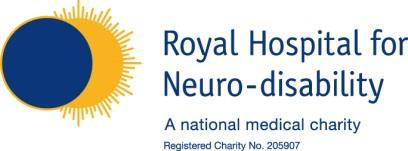 Royal Hospital for
Neuro-disability
A national medical charity
Registered Charity No. 205907